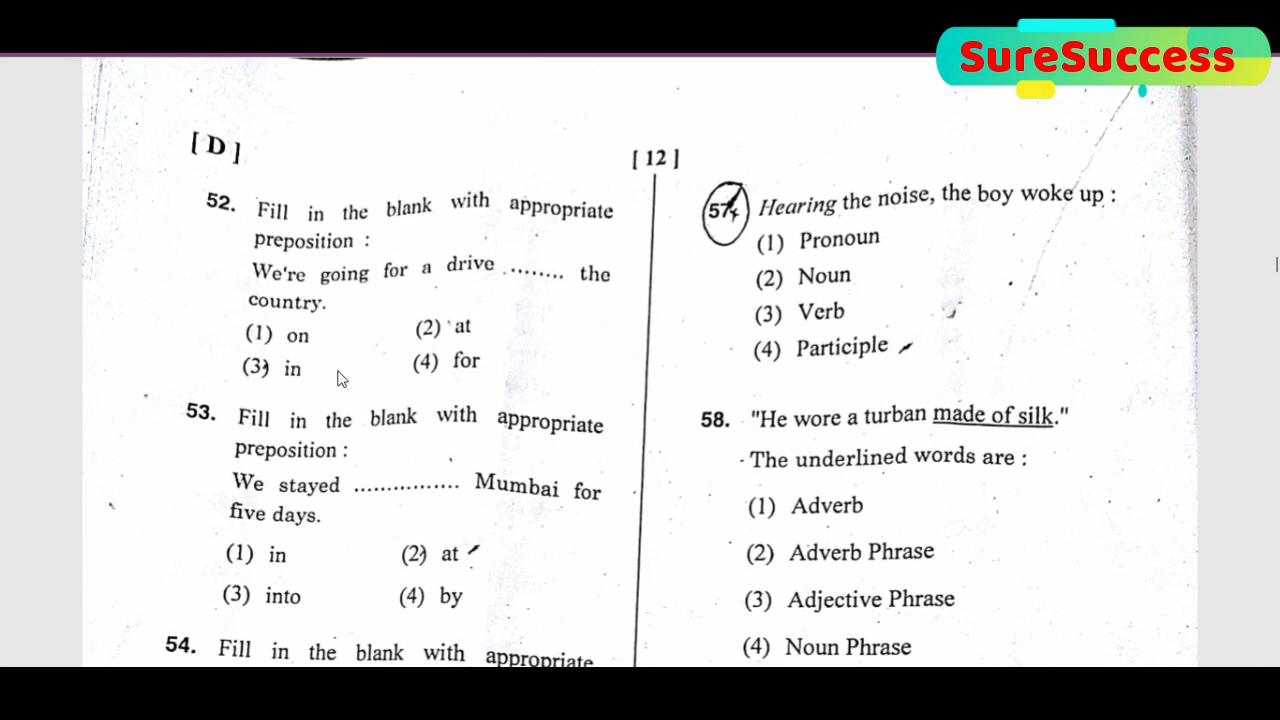 SureSuccess
[ D ]
[ 12 ]
52. Fill in the blank with appropriate
preposition :
We're going for a drive ........ the
country.
(1) on (2) at
(3) in (4) for
53. Fill in the blank with appropriate
preposition :
We stayed ................ Mumbai for
five days.
(1) in (2) at
(3) into (4) by
54. Fill in the blank with appropriate
57. Hearing the noise, the boy woke up :
(1) Pronoun
(2) Noun
(3) Verb
(4) Participle
58. "He wore a turban made of silk."
The underlined words are :
(1) Adverb
(2) Adverb Phrase
(3) Adjective Phrase
(4) Noun Phrase